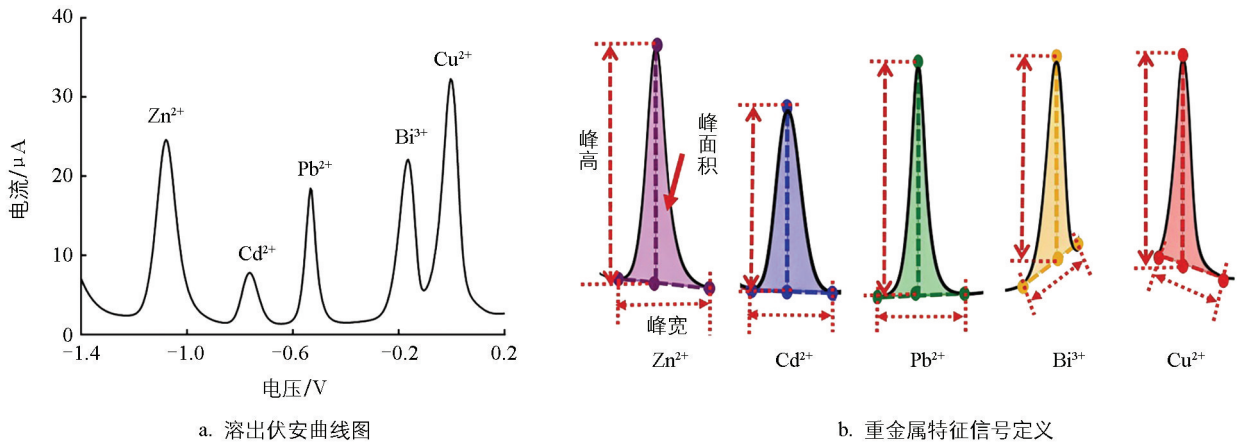 40
30
20
10
0
电流/μA
Zn²⁺
Cd²⁺
Pb²⁺
Bi³⁺
Cu²⁺
−1.4
−1.0
−0.6
−0.2
0.2
电压/V
a. 溶出伏安曲线图
峰高
峰面积
峰宽
Zn²⁺
Cd²⁺
Pb²⁺
Bi³⁺
Cu²⁺
b. 重金属特征信号定义